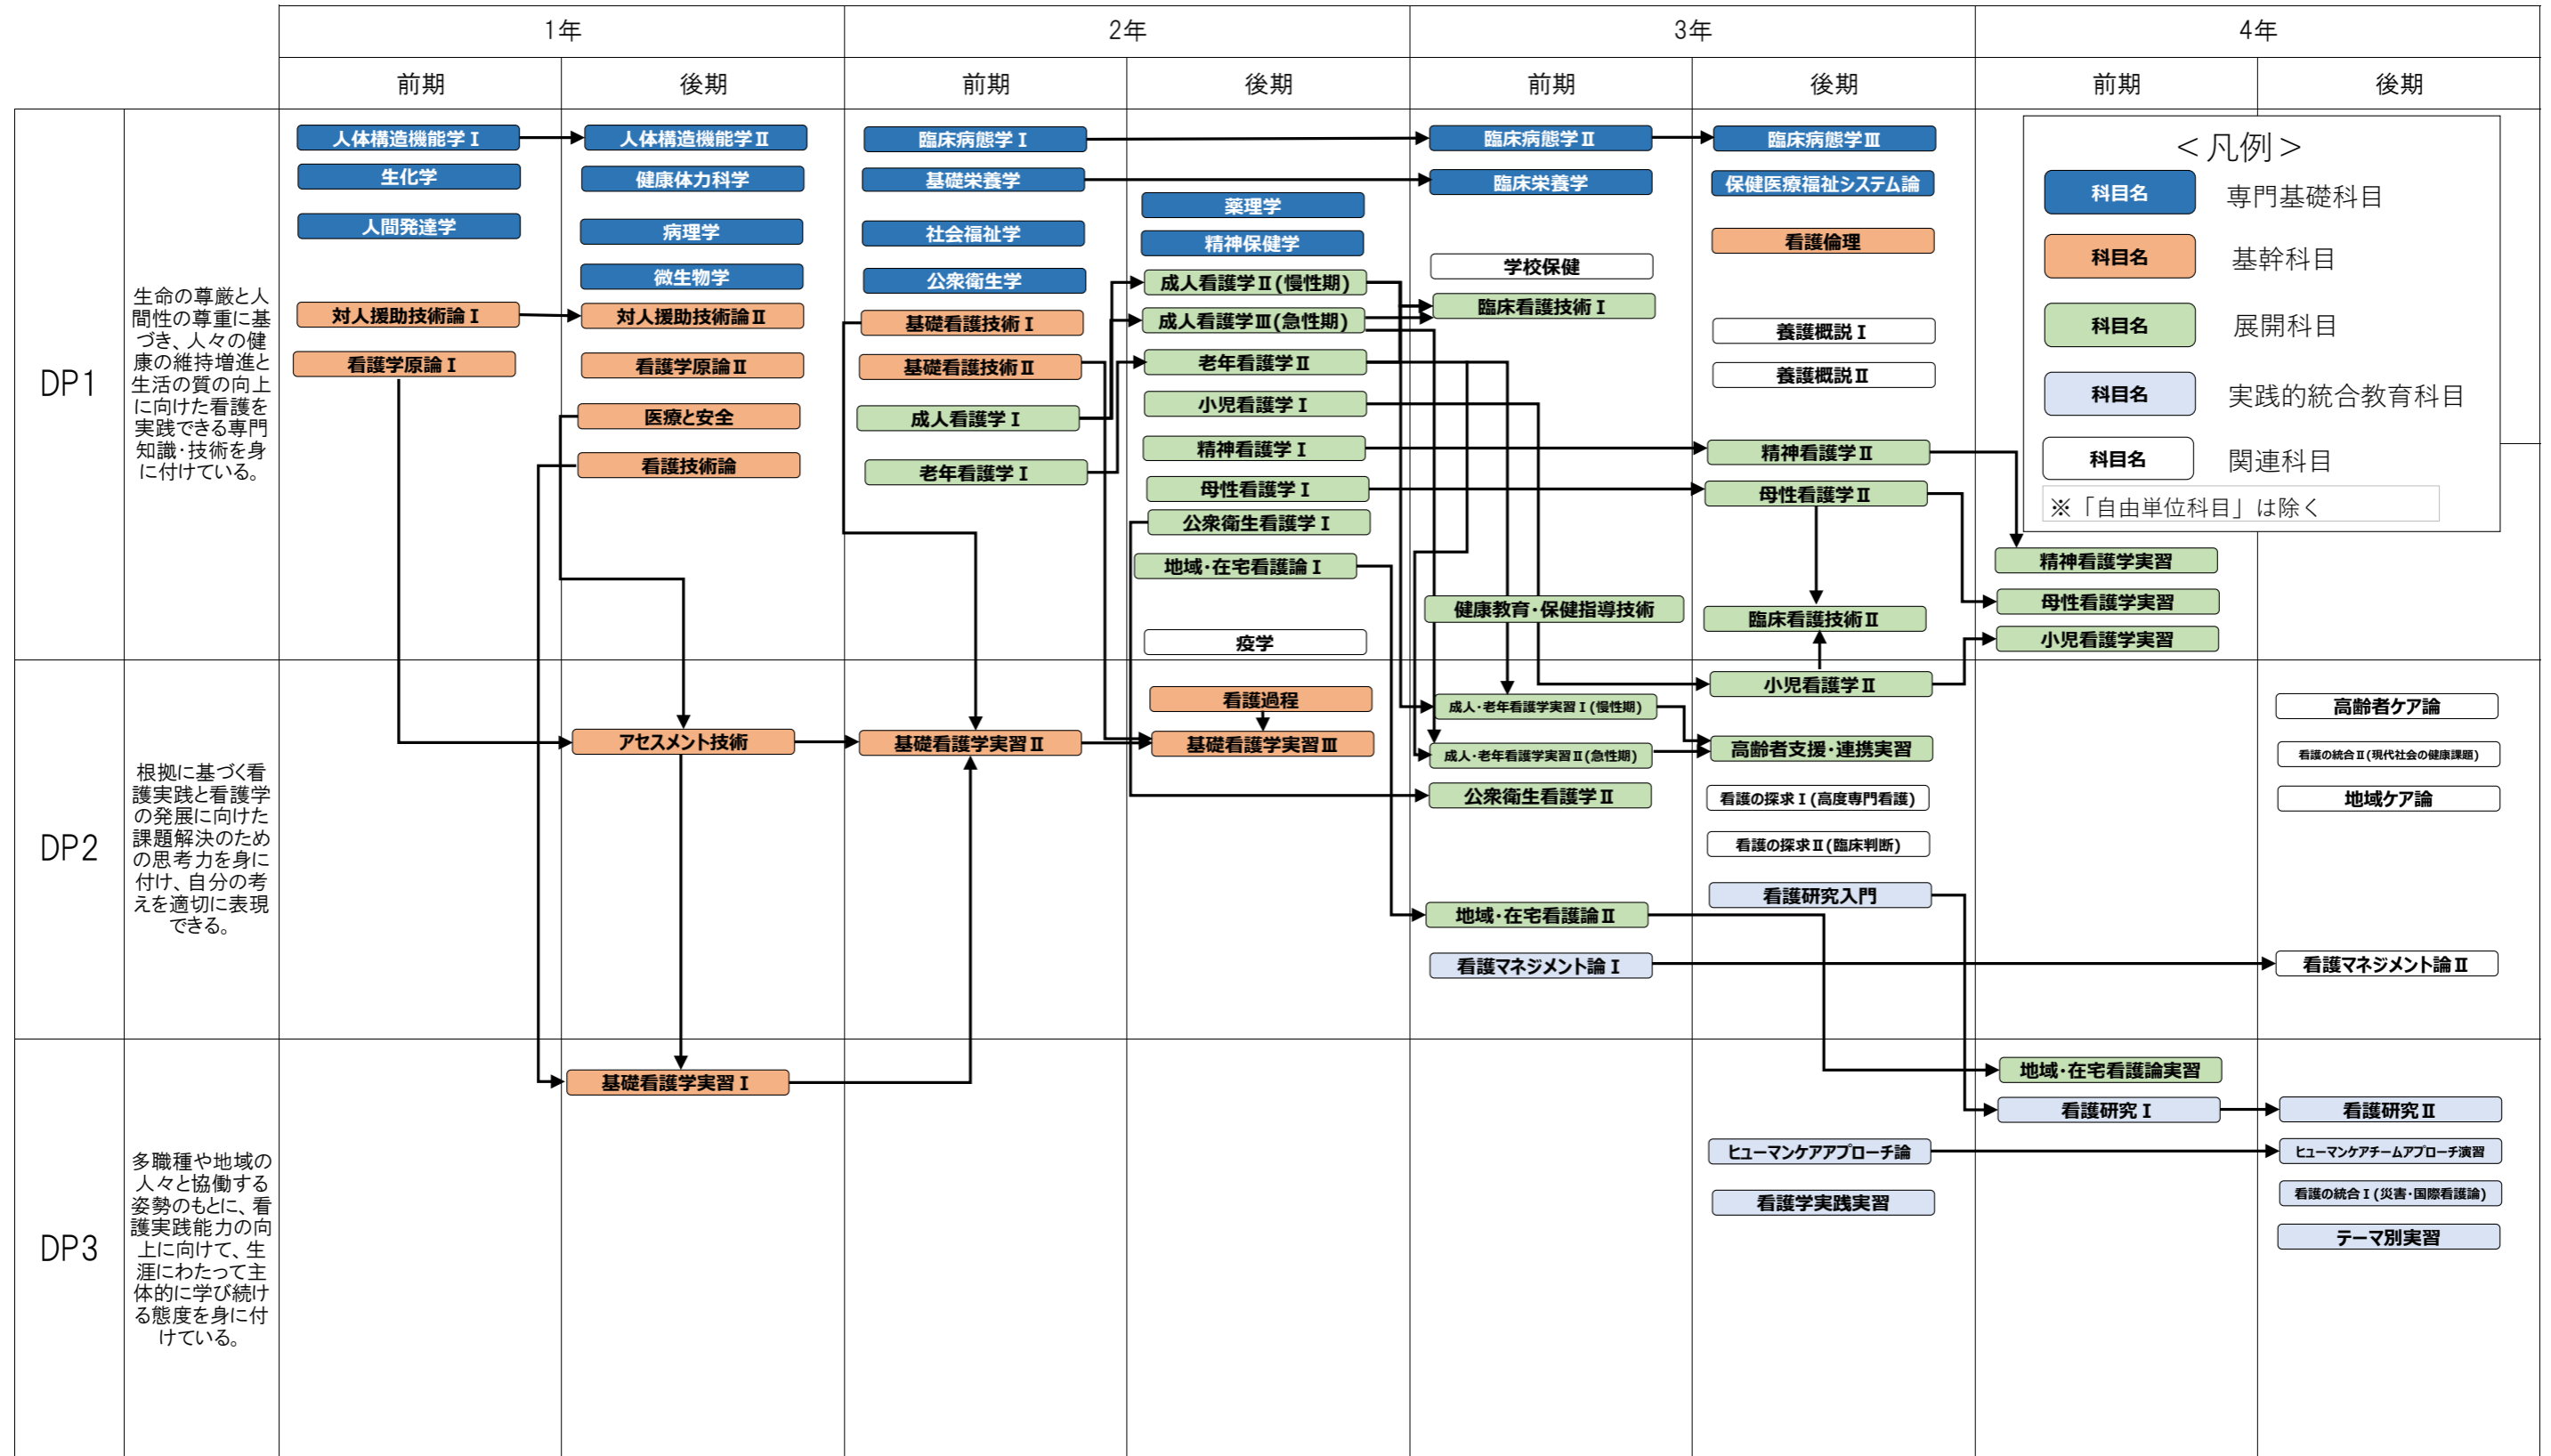 1年
2年
3年
4年
前期
後期
前期
後期
前期
後期
前期
後期
DP1
生命の尊厳と人
間性の尊重に基
づき、人々の健
康の維持増進と
生活の質の向上
に向けた看護を
実践できる専門
知識・技術を身
に付けている。
人体構造機能学Ⅰ
生化学
人間発達学
対人援助技術論Ⅰ
看護学原論Ⅰ
人体構造機能学Ⅱ
健康体力科学
病理学
微生物学
対人援助技術論Ⅱ
看護学原論Ⅱ
医療と安全
看護技術論
臨床病態学Ⅰ
基礎栄養学
社会福祉学
公衆衛生学
基礎看護技術Ⅰ
基礎看護技術Ⅱ
成人看護学Ⅰ
老年看護学Ⅰ
薬理学
精神保健学
成人看護学Ⅱ(慢性期)
成人看護学Ⅲ(急性期)
老年看護学Ⅱ
小児看護学Ⅰ
精神看護学Ⅰ
母性看護学Ⅰ
公衆衛生看護学Ⅰ
地域・在宅看護論Ⅰ
疫学
臨床病態学Ⅱ
臨床栄養学
学校保健
臨床看護技術Ⅰ
健康教育・保健指導技術
臨床病態学Ⅲ
保健医療福祉システム論
看護倫理
養護概説Ⅰ
養護概説Ⅱ
精神看護学Ⅱ
母性看護学Ⅱ
臨床看護技術Ⅱ
精神看護学実習
母性看護学実習
小児看護学実習
＜凡例＞
科目名 専門基礎科目
科目名 基幹科目
科目名 展開科目
科目名 実践的統合教育科目
科目名 関連科目
※「自由単位科目」は除く
DP2
根拠に基づく看
護実践と看護学
の発展に向けた
課題解決のため
の思考力を身に
付け、自分の考
えを適切に表現
できる。
アセスメント技術
基礎看護学実習Ⅱ
看護過程
基礎看護学実習Ⅲ
成人・老年看護学実習Ⅰ(慢性期)
成人・老年看護学実習Ⅱ(急性期)
公衆衛生看護学Ⅱ
地域・在宅看護論Ⅱ
看護マネジメント論Ⅰ
小児看護学Ⅱ
高齢者支援・連携実習
看護の探求Ⅰ(高度専門看護)
看護の探求Ⅱ(臨床判断)
看護研究入門
高齢者ケア論
看護の統合Ⅱ(現代社会の健康課題)
地域ケア論
看護マネジメント論Ⅱ
DP3
多職種や地域の
人々と協働する
姿勢のもとに、看
護実践能力の向
上に向けて、生
涯にわたって主
体的に学び続け
る態度を身に付
けている。
基礎看護学実習Ⅰ
ヒューマンケアアプローチ論
看護学実践実習
地域・在宅看護論実習
看護研究Ⅰ
看護研究Ⅱ
ヒューマンケアチームアプローチ演習
看護の統合Ⅰ(災害・国際看護論)
テーマ別実習